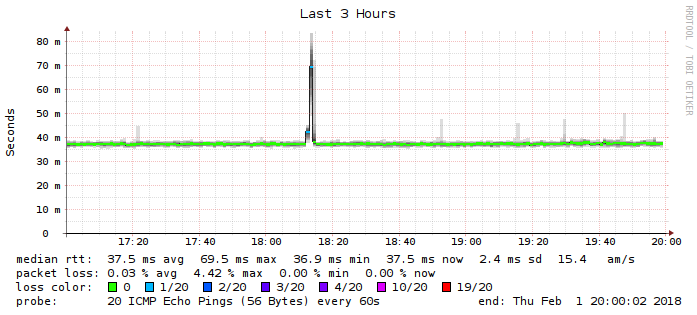 Last 3 Hours
RRDTOOL / TOBI OETIKER
Seconds
80 m
70 m
60 m
50 m
40 m
30 m
20 m
10 m
0
17:20 17:40 18:00 18:20 18:40 19:00 19:20 19:40 20:00
median rtt: 37.5 ms avg 69.5 ms max 36.9 ms min 37.5 ms now 2.4 ms sd 15.4 am/s
packet loss: 0.03 % avg 4.42 % max 0.00 % min 0.00 % now
loss color: 0 1/20 2/20 3/20 4/20 10/20 19/20
probe: 20 ICMP Echo Pings (56 Bytes) every 60s end: Thu Feb 1 20:00:02 2018